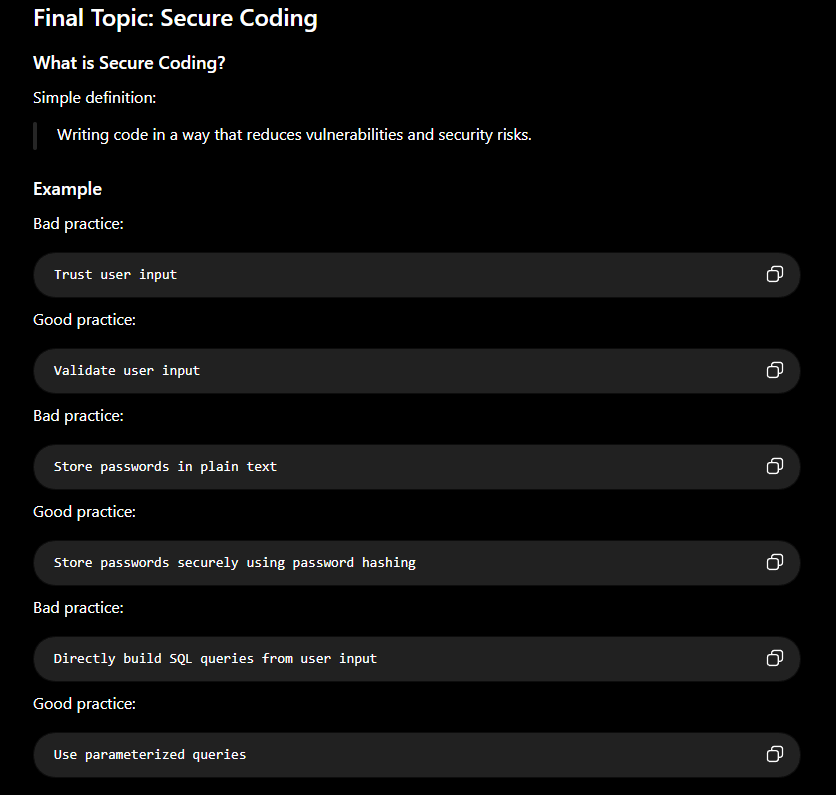 Final Topic: Secure Coding
What is Secure Coding?
Simple definition:
Writing code in a way that reduces vulnerabilities and security risks.
Example
Bad practice:
Trust user input
Good practice:
Validate user input
Bad practice:
Store passwords in plain text
Good practice:
Store passwords securely using password hashing
Bad practice:
Directly build SQL queries from user input
Good practice:
Use parameterized queries